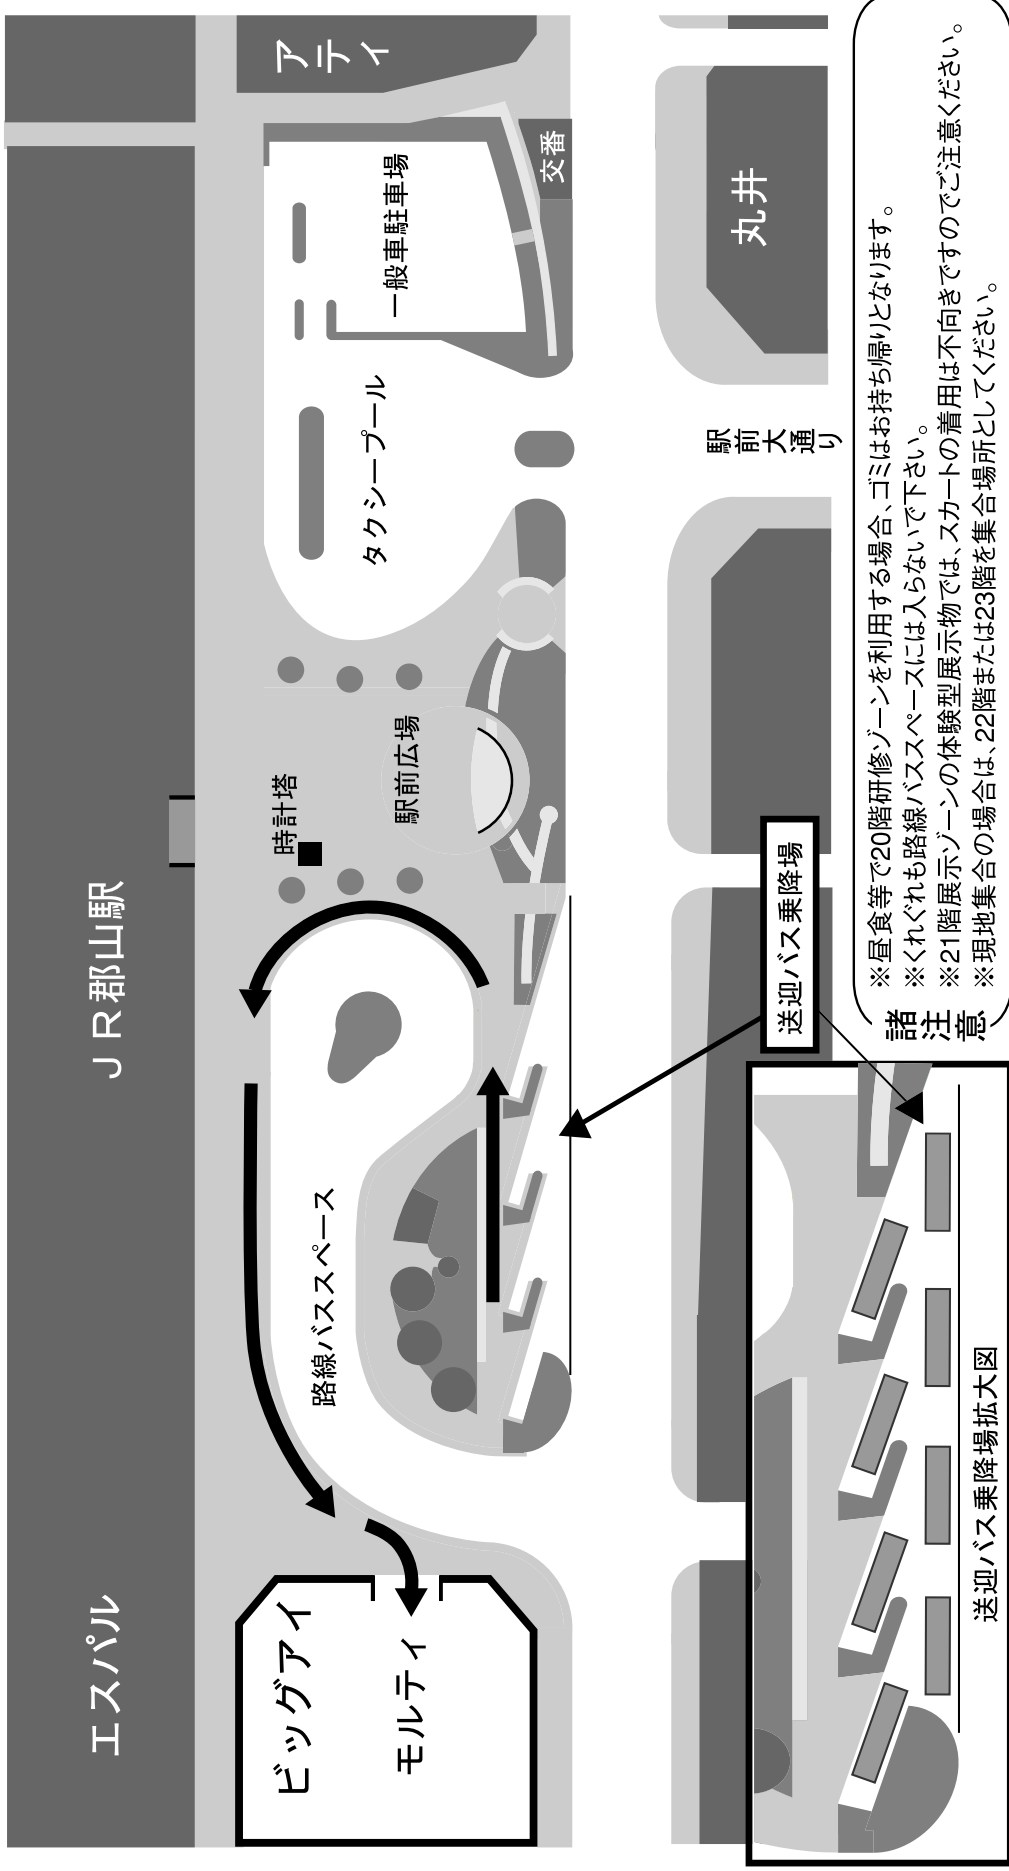 エスパル
ＪＲ郡山駅
アティ
ビッグアイ
モルティ
路線バススペース
時計塔
駅前広場
タクシープール
一般車駐車場
交番
丸井
駅前大通り
送迎バス乗降場
送迎バス乗降場拡大図
諸注意
※昼食等で20階研修ゾーンを利用する場合、ゴミはお持ち帰りとなります。
※くれぐれも路線バススペースには入らないで下さい。
※21階展示ゾーンの体験型展示物では、スカートの着用は不向きですのでご注意ください。
※現地集合の場合は、22階または23階を集合場所としてください。